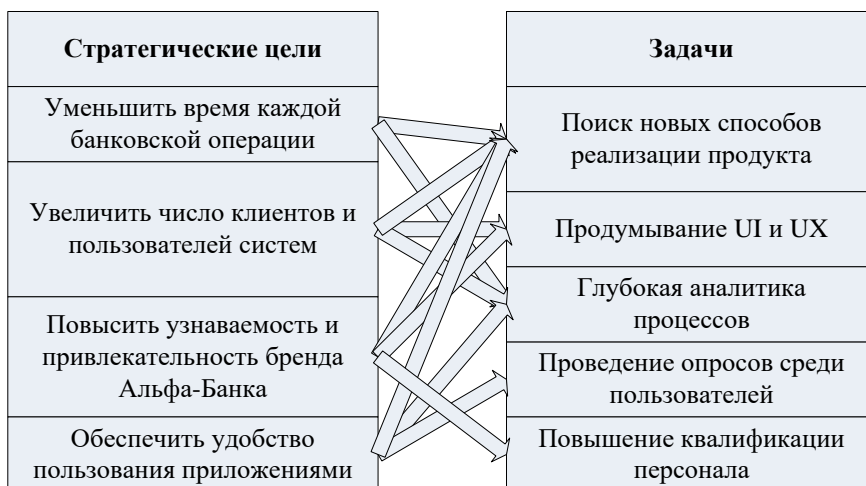 Стратегические цели
Уменьшить время каждой
банковской операции
Увеличить число клиентов и
пользователей систем
Повысить узнаваемость и
привлекательность бренда
Альфа-Банка
Обеспечить удобство
пользования приложениями
Задачи
Поиск новых способов
реализации продукта
Продумывание UI и UX
Глубокая аналитика
процессов
Проведение опросов среди
пользователей
Повышение квалификации
персонала